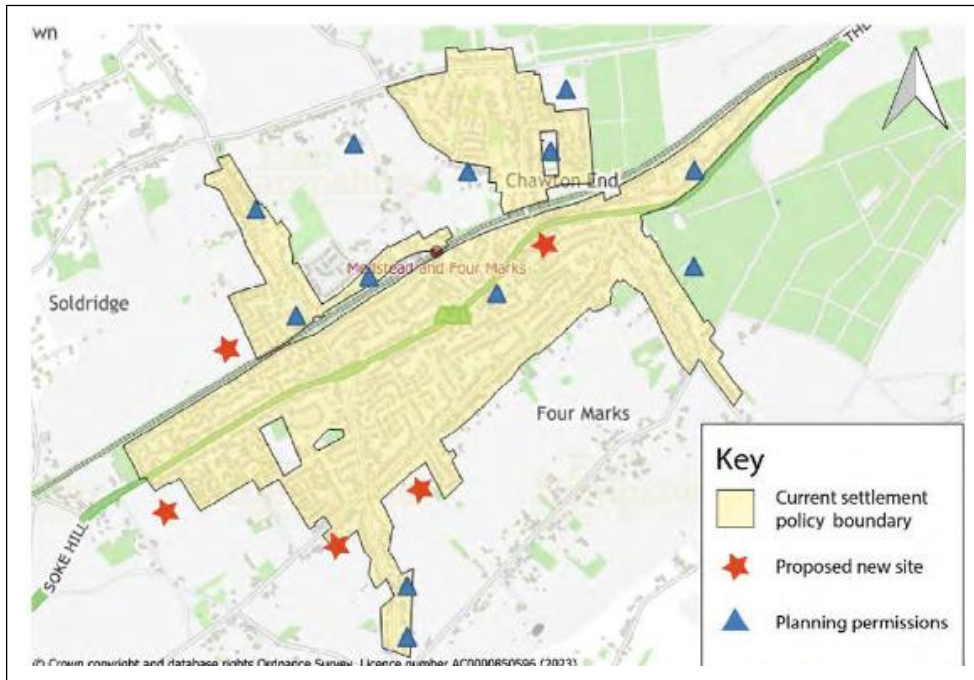 wn
THE
Chawton End
Medstead and Four Marks
Soldridge
Four Marks
SOKE HILL
Key
Current settlement
policy boundary
Proposed new site
Planning permissions
© Crown copyright and database rights Ordnance Survey. Licence number AC0000850596 (2023)